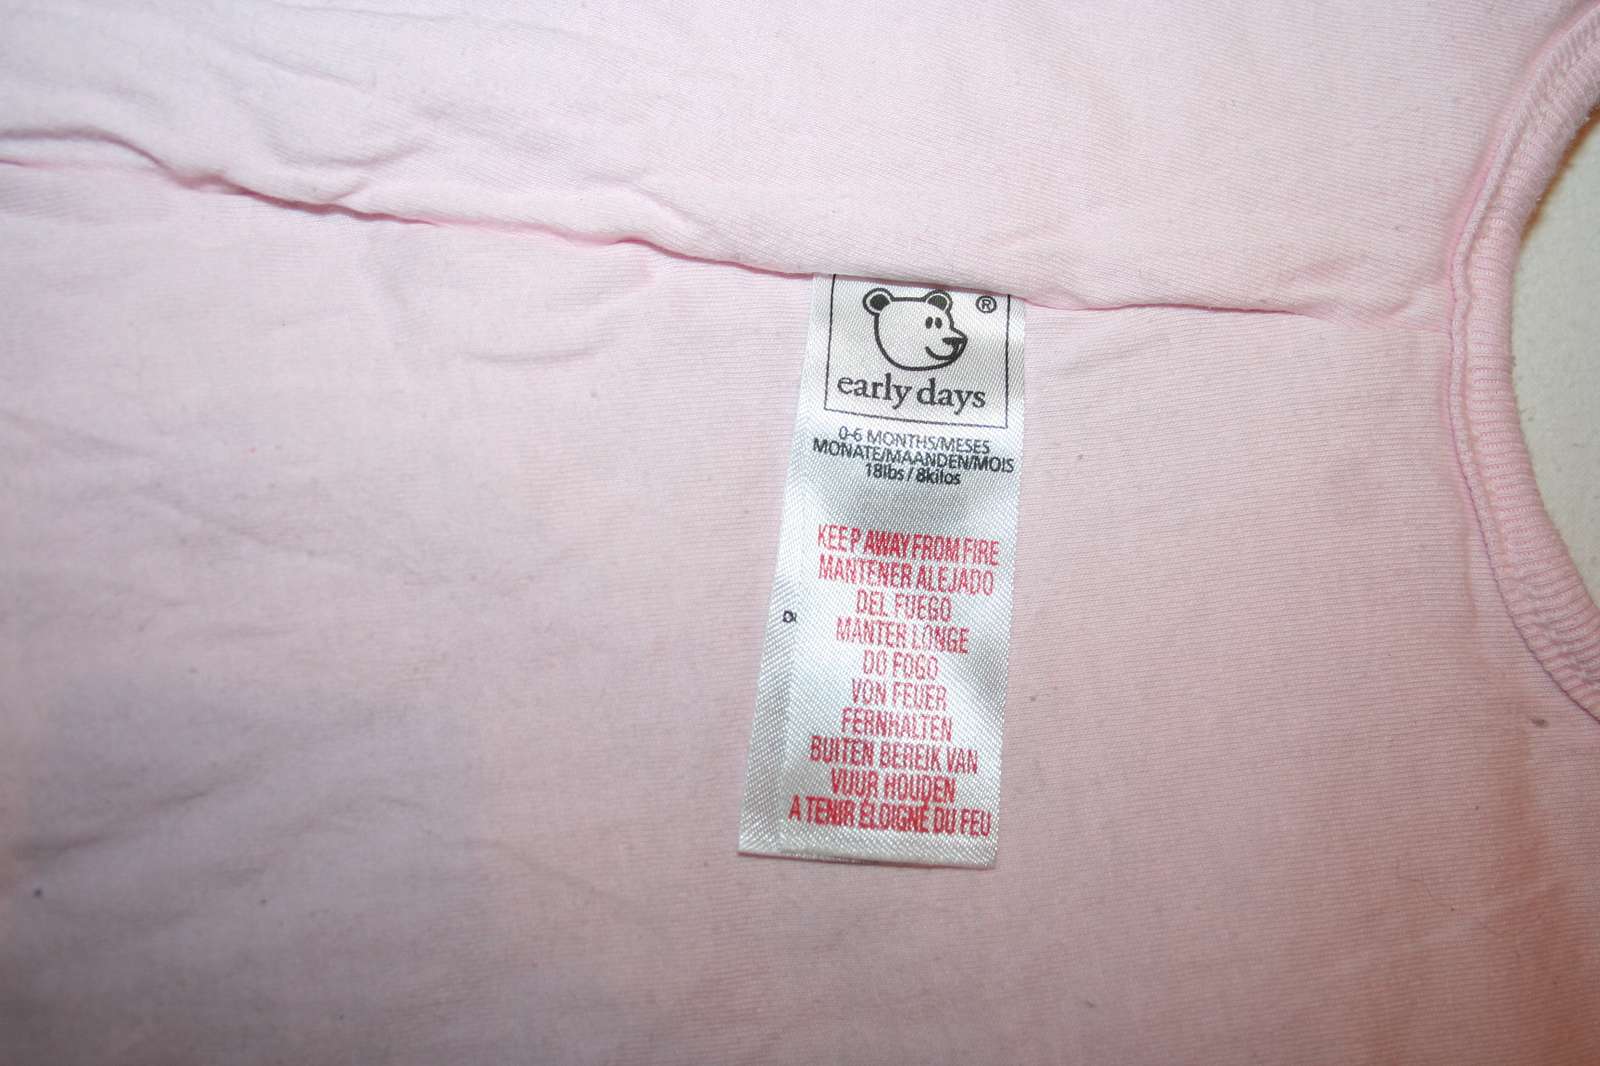 ®
early days
0-6 MONTHS/MESES
MONATE/MAANDEN/MOIS
18lbs / 8kilos
KEEP AWAY FROM FIRE
MANTENER ALEJADO
DEL FUEGO
MANTER LONGE
DO FOGO
VON FEUER
FERNHALTEN
BUITEN BEREIK VAN
VUUR HOUDEN
A TENIR ÉLOIGNÉ DU FEU